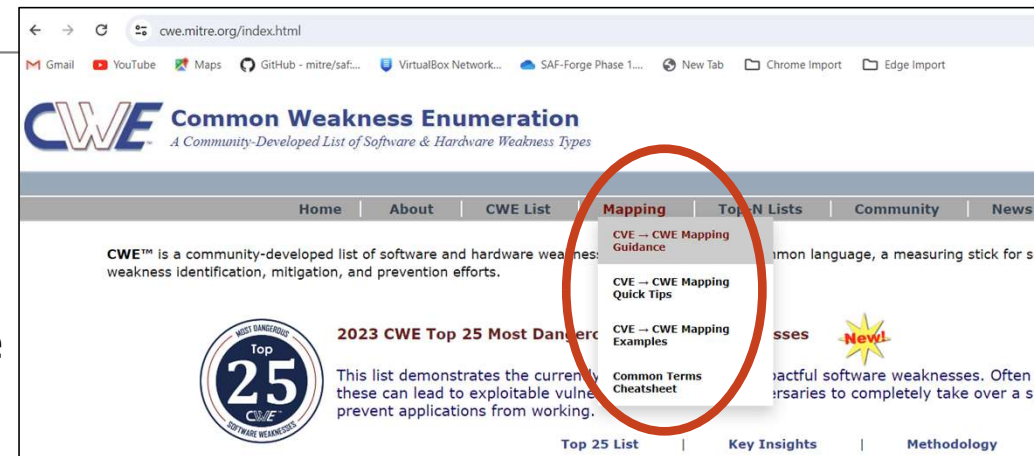 cwe.mitre.org/index.html
Gmail YouTube Maps GitHub - mitre/saf:... VirtualBox Network... SAF-Forge Phase 1.... New Tab Chrome Import Edge Import
CWE
Common Weakness Enumeration
A Community-Developed List of Software & Hardware Weakness Types
Home | About | CWE List | Mapping | Top-N Lists | Community | News
CVE → CWE Mapping
Guidance
CVE → CWE Mapping
Quick Tips
CVE → CWE Mapping
Examples
Common Terms
Cheatsheet
CWE™ is a community-developed list of software and hardware weaknes mmon language, a measuring stick for s
weakness identification, mitigation, and prevention efforts.
MOST DANGEROUS
Top
25
CWE
SOFTWARE WEAKNESSES
2023 CWE Top 25 Most Dangero sses
New!
This list demonstrates the curren pactful software weaknesses. Often
these can lead to exploitable vulne ersaries to completely take over a s
prevent applications from working.
Top 25 List | Key Insights | Methodology
e